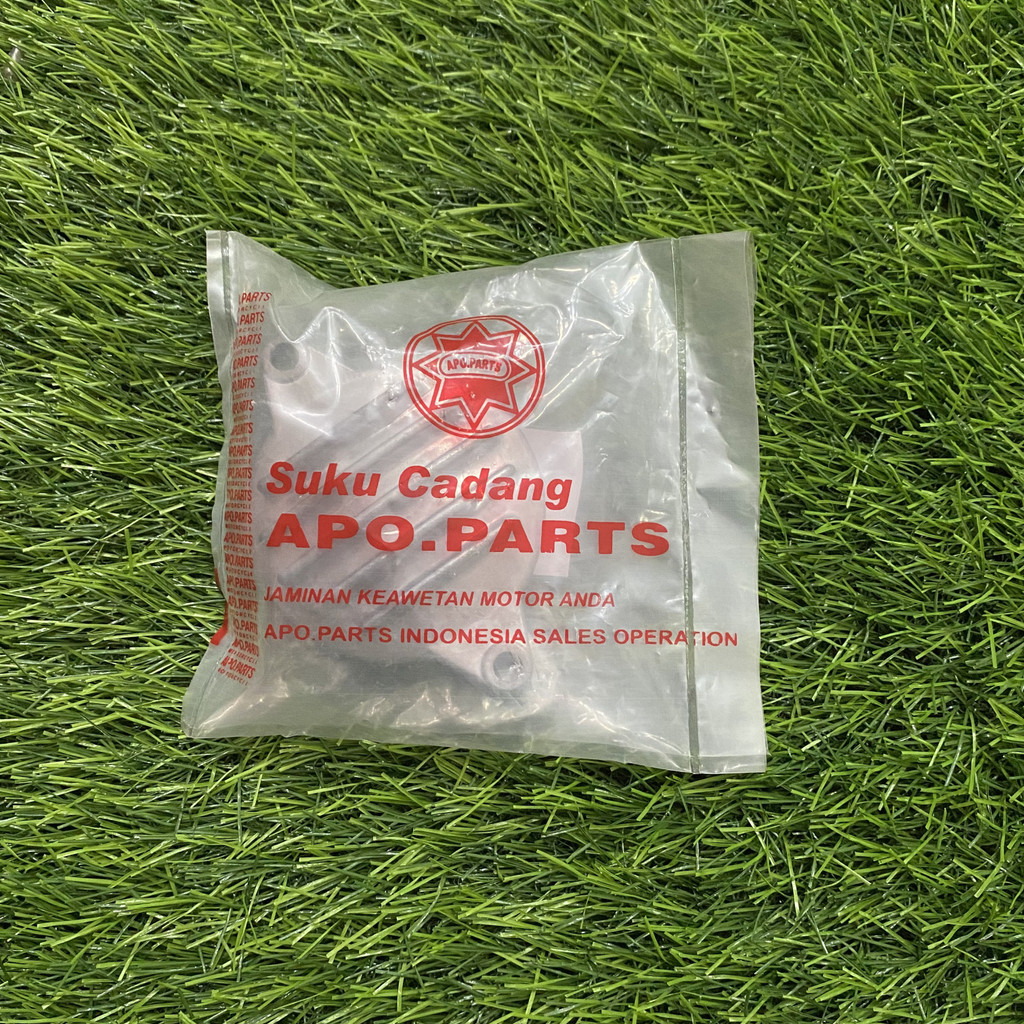 APO.PARTS
Suku Cadang
APO.PARTS
JAMINAN KEAWETAN MOTOR ANDA
APO.PARTS INDONESIA SALES OPERATION